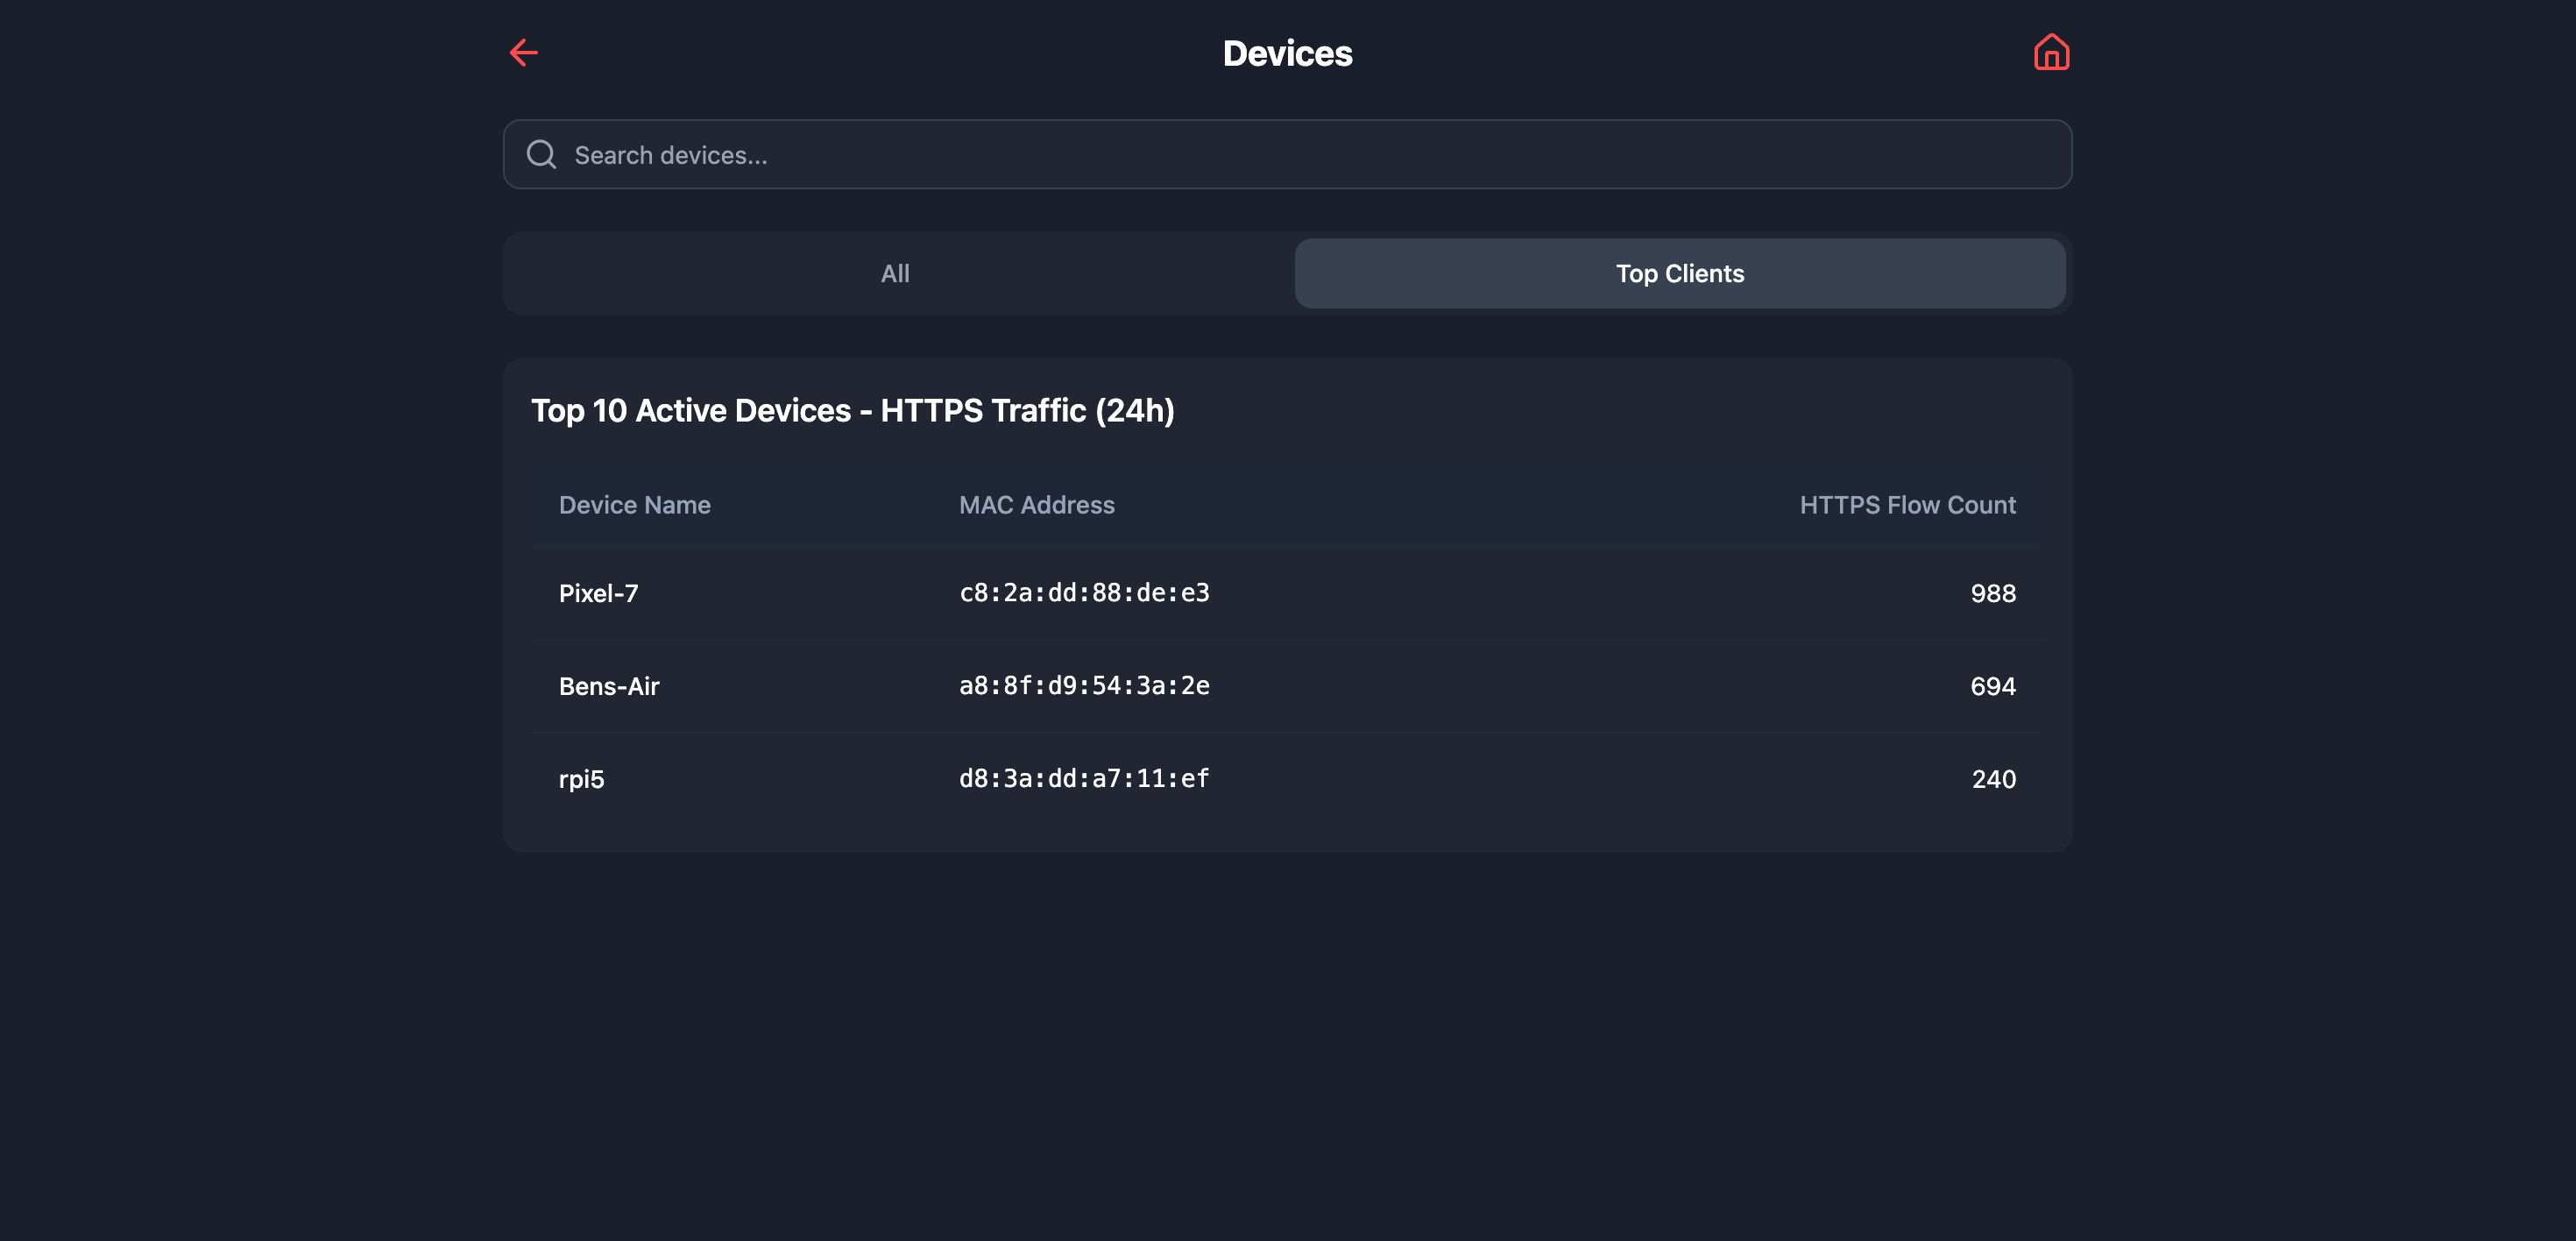 Devices
Search devices...
All Top Clients
Top 10 Active Devices - HTTPS Traffic (24h)
Device Name MAC Address HTTPS Flow Count
Pixel-7 c8:2a:dd:88:de:e3 988
Bens-Air a8:8f:d9:54:3a:2e 694
rpi5 d8:3a:dd:a7:11:ef 240